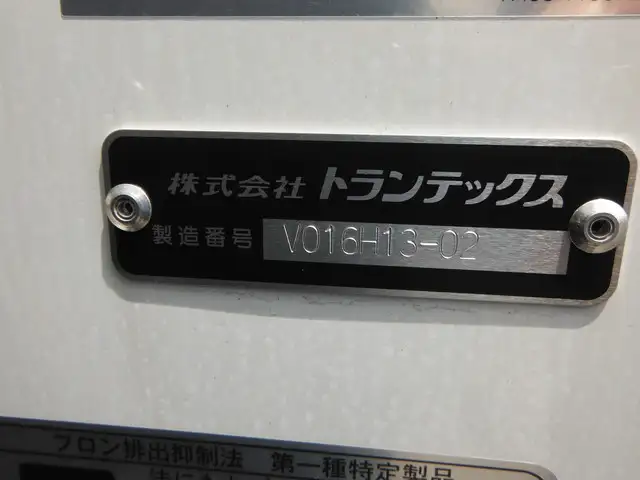 株式会社 トランテックス
製造番号 V016H13-02
フロン排出抑制法 第一種特定製品